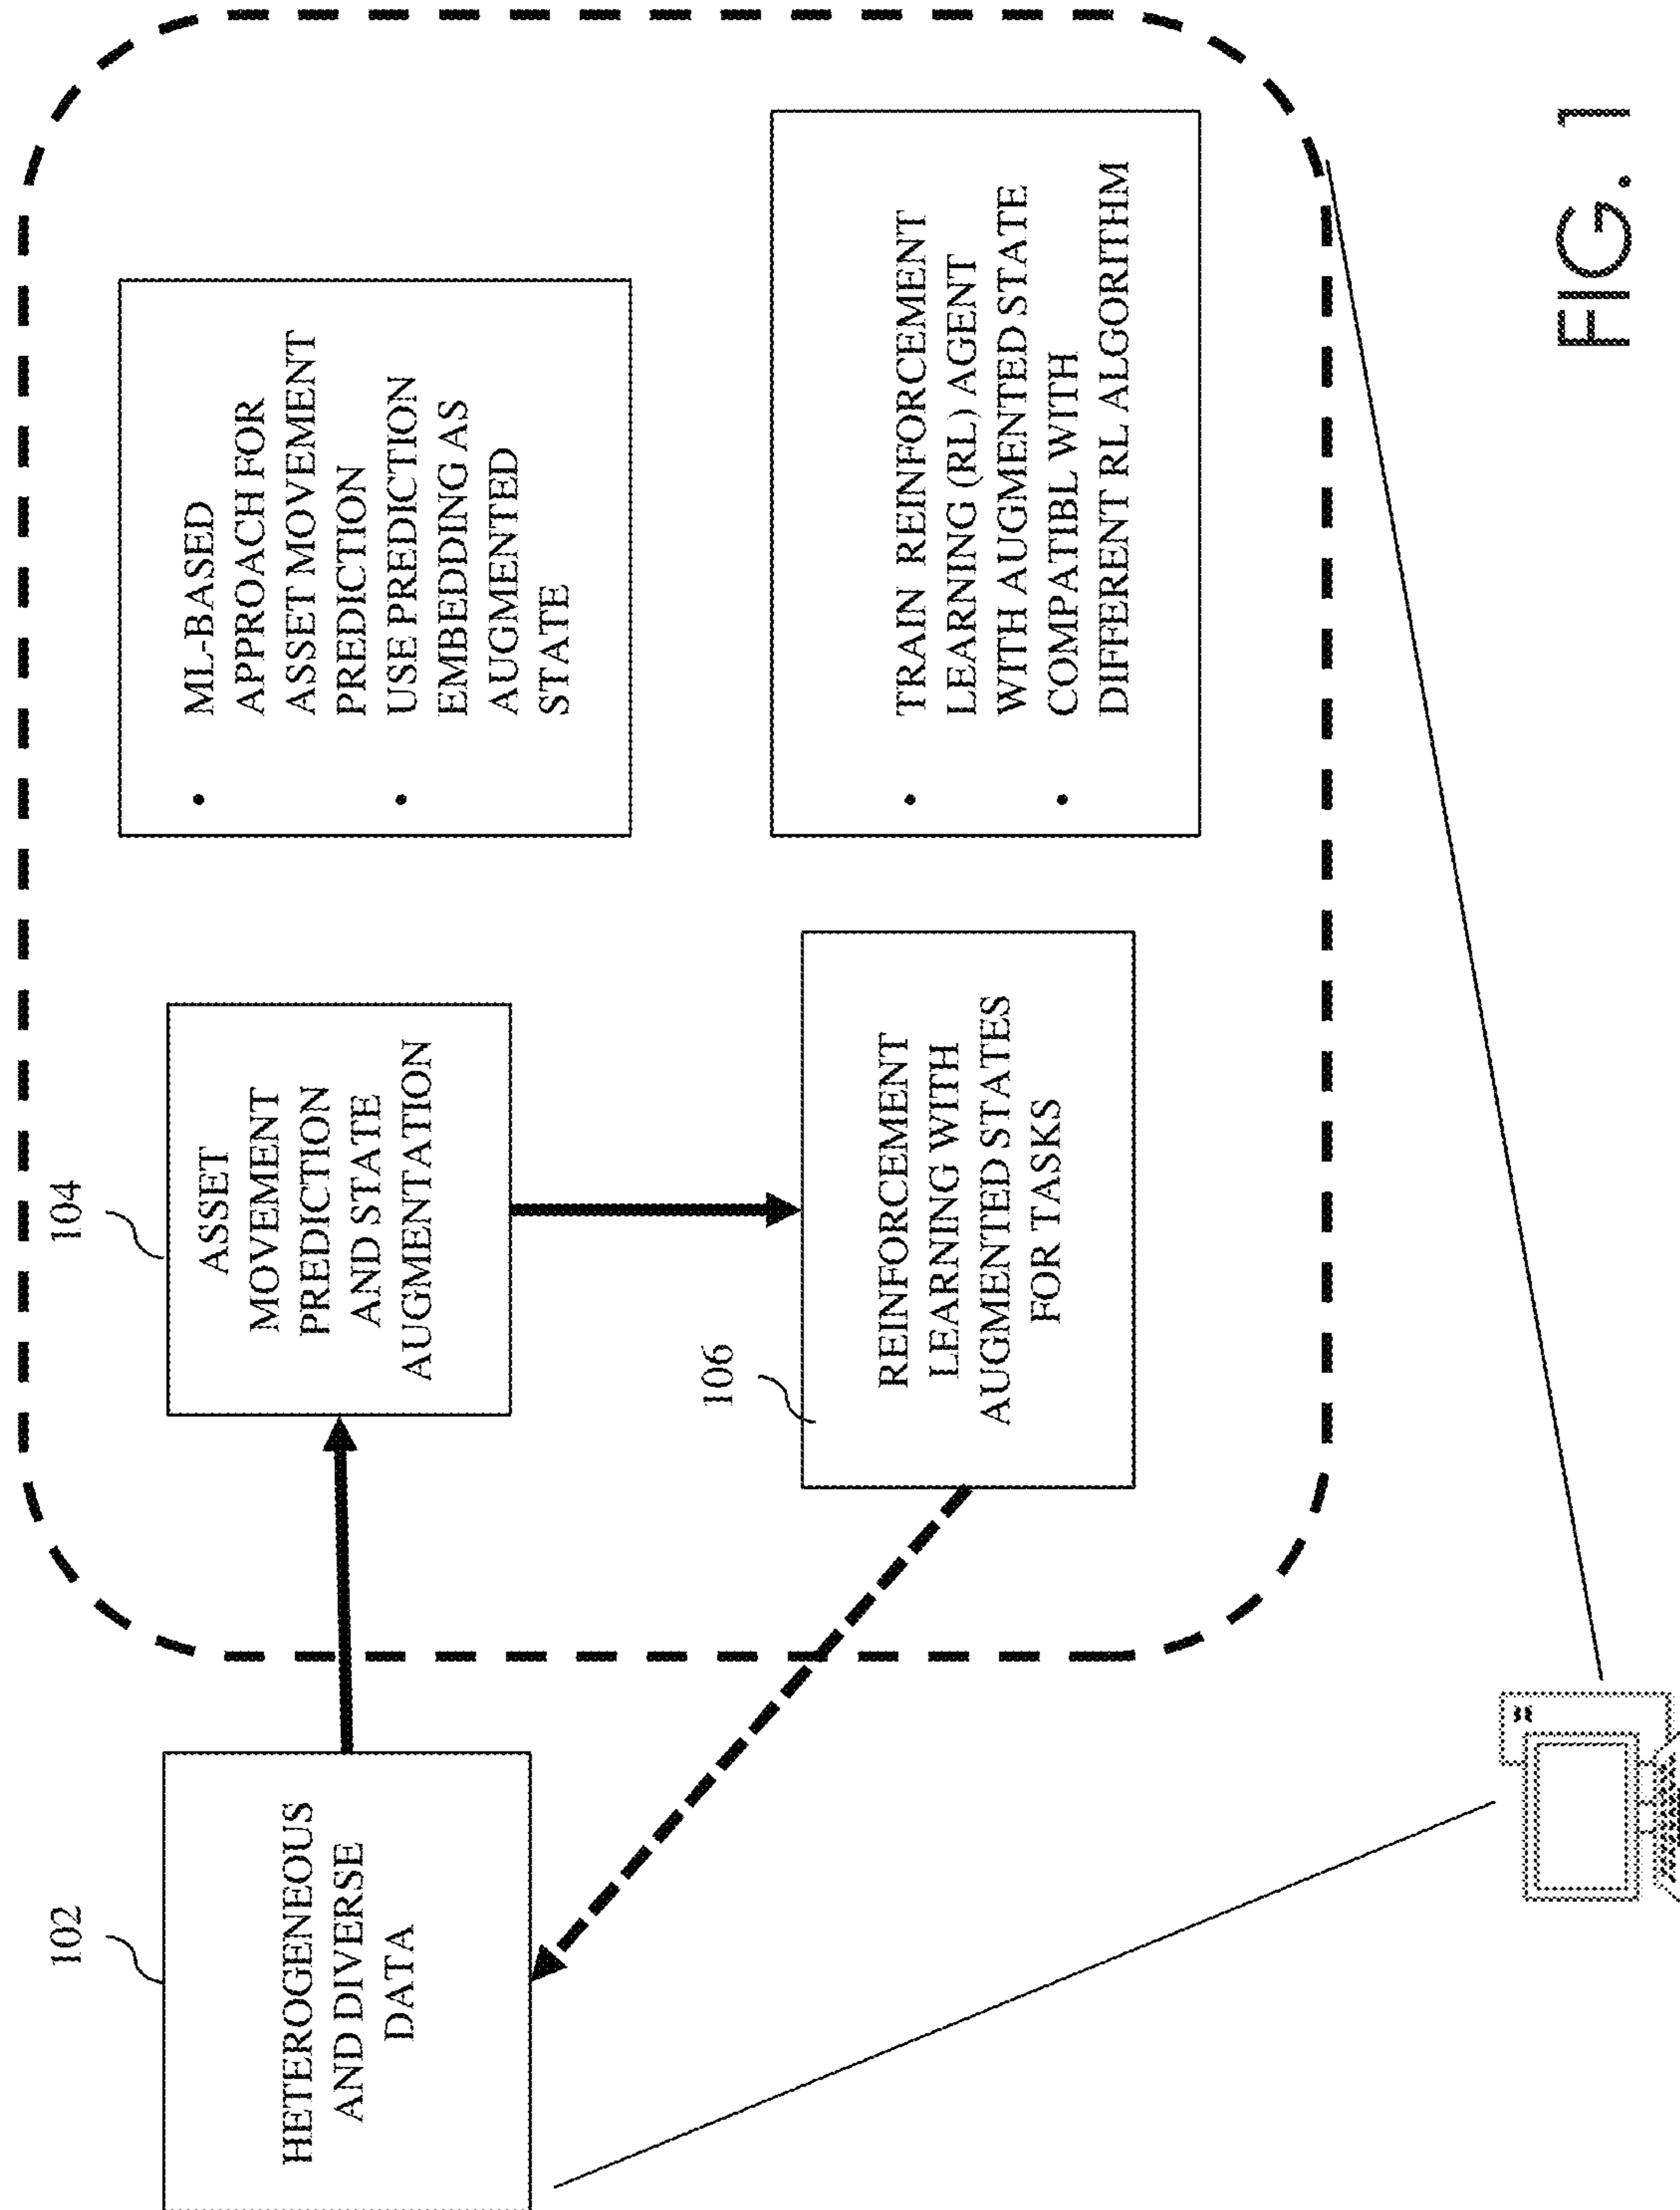 102
HETEROGENEOUS
AND DIVERSE
DATA
104
ASSET
MOVEMENT
PREDICTION
AND STATE
AUGMENTATION
• ML-BASED
APPROACH FOR
ASSET MOVEMENT
PREDICTION
• USE PREDICTION
EMBEDDING AS
AUGMENTED
STATE
106
REINFORCEMENT
LEARNING WITH
AUGMENTED STATES
FOR TASKS
• TRAIN REINFORCEMENT
LEARNING (RL) AGENT
WITH AUGMENTED STATE
• COMPATIBL WITH
DIFFERENT RL ALGORITHM
FIG. 1